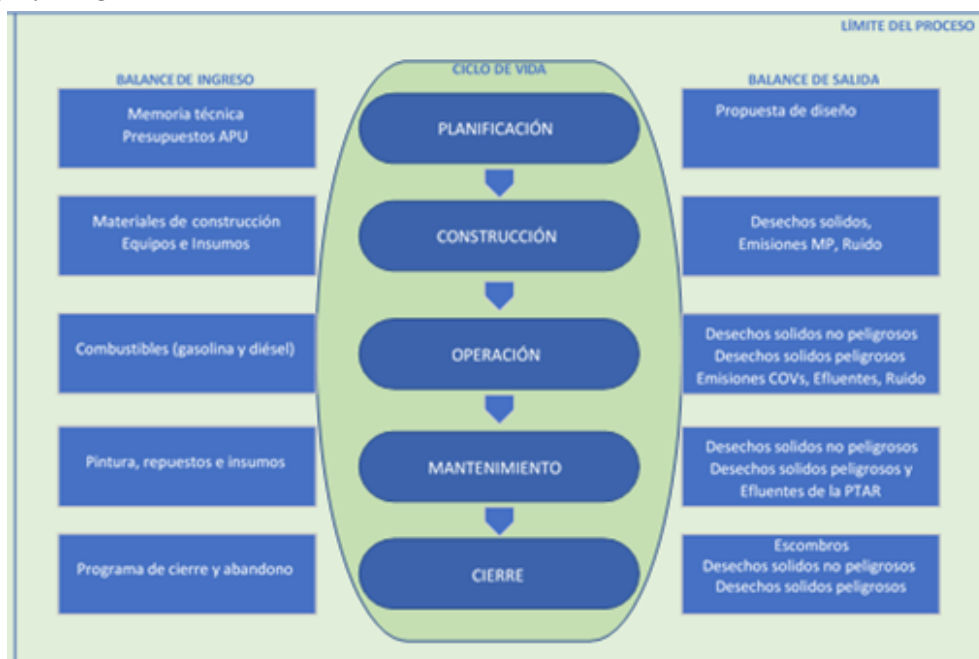 LÍMITE DEL PROCESO
BALANCE DE INGRESO
CICLO DE VIDA
BALANCE DE SALIDA
Memoria técnica
Presupuestos APU
PLANIFICACIÓN
Propuesta de diseño
Materiales de construcción
Equipos e Insumos
CONSTRUCCIÓN
Desechos solidos,
Emisiones MP, Ruido
Combustibles (gasolina y diésel)
OPERACIÓN
Desechos solidos no peligrosos
Desechos solidos peligrosos
Emisiones COVs, Efluentes, Ruido
Pintura, repuestos e insumos
MANTENIMIENTO
Desechos solidos no peligrosos
Desechos solidos peligrosos y
Efluentes de la PTAR
Programa de cierre y abandono
CIERRE
Escombros
Desechos solidos no peligrosos
Desechos solidos peligrosos